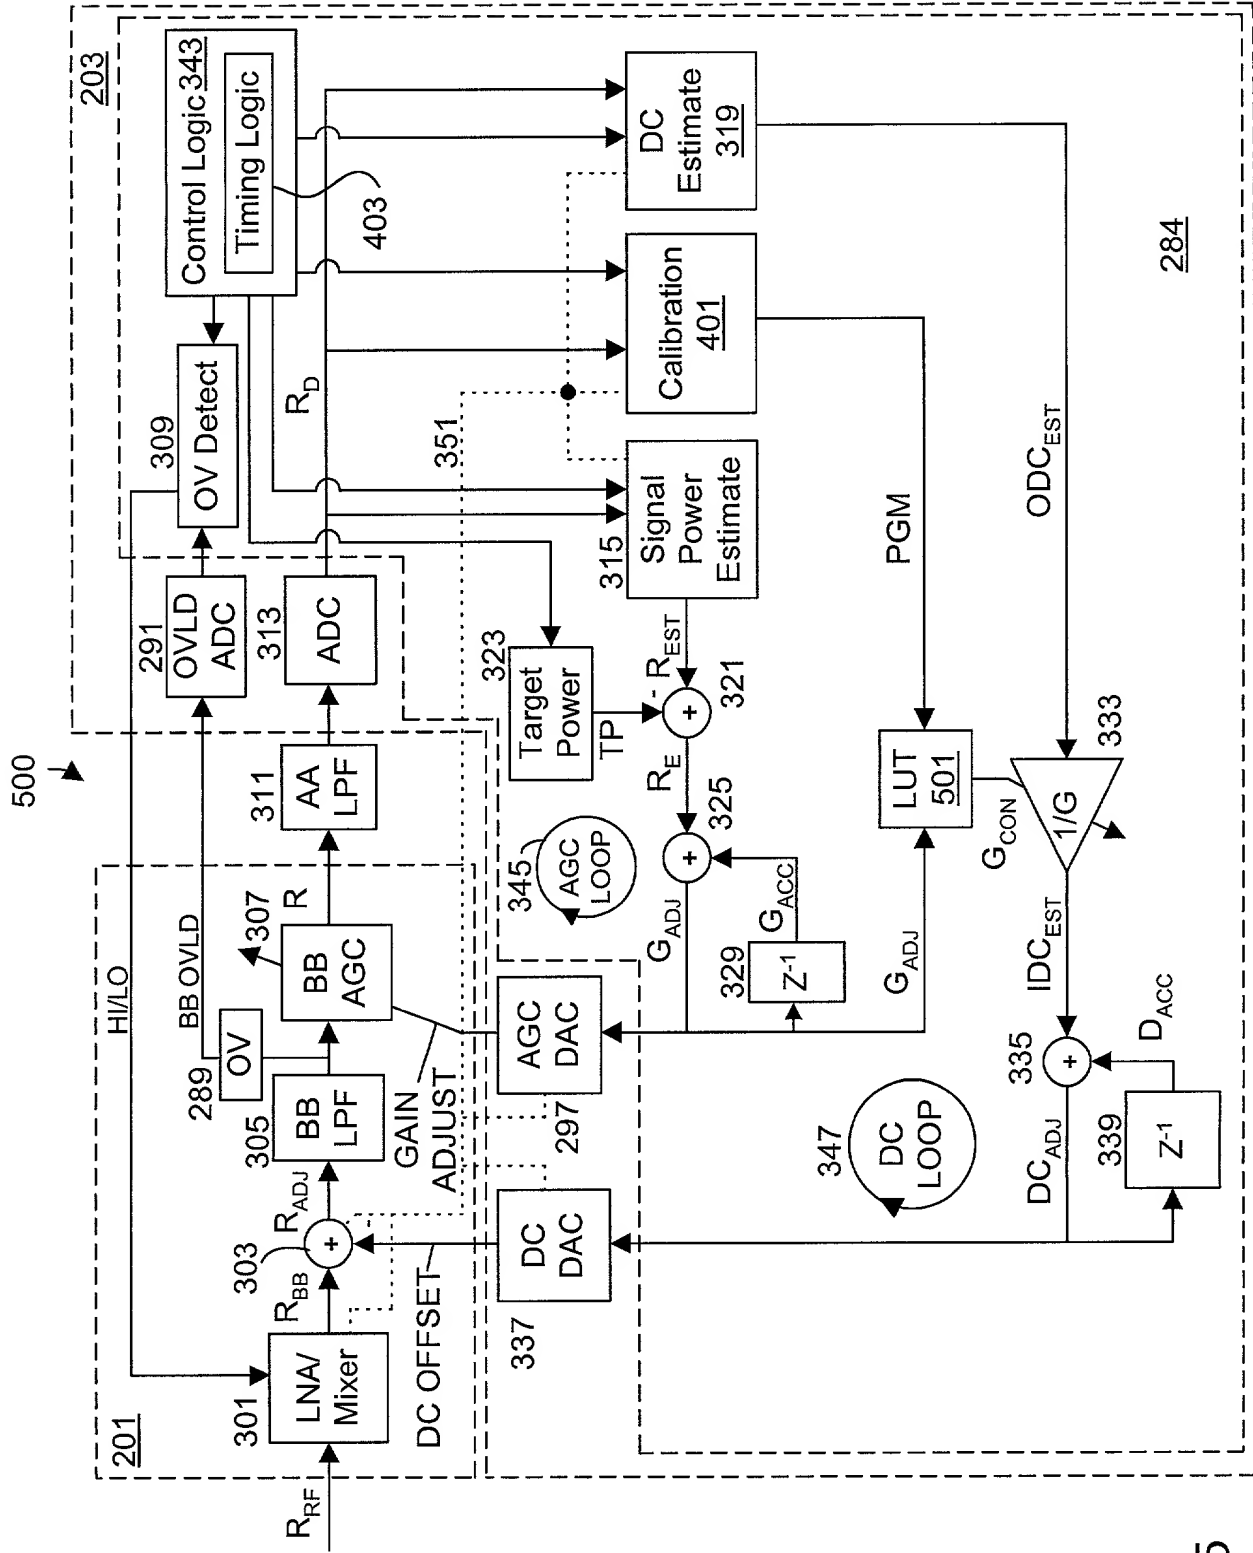 500
203
201
284
R_RF
LNA/
Mixer
301
HI/LO
R_BB
303
+
R_ADJ
DC OFFSET
BB
LPF
305
OV
289
BB OVLD
BB
AGC
307
GAIN
ADJUST
R
AA
LPF
311
OVLD
ADC
291
ADC
313
OV Detect
309
R_D
Control Logic 343
Timing Logic
403
351
DC
DAC
337
AGC
DAC
297
AGC
LOOP
345
Target
Power
323
TP
-
+
321
R_EST
R_E
+
325
G_ADJ
G_ACC
Z-1
329
Signal
Power
Estimate
315
Calibration
401
DC
Estimate
319
PGM
ODC_EST
LUT
501
G_ADJ
G_CON
1/G
333
IDC_EST
+
335
D_ACC
DC_ADJ
Z-1
339
DC
LOOP
347
5